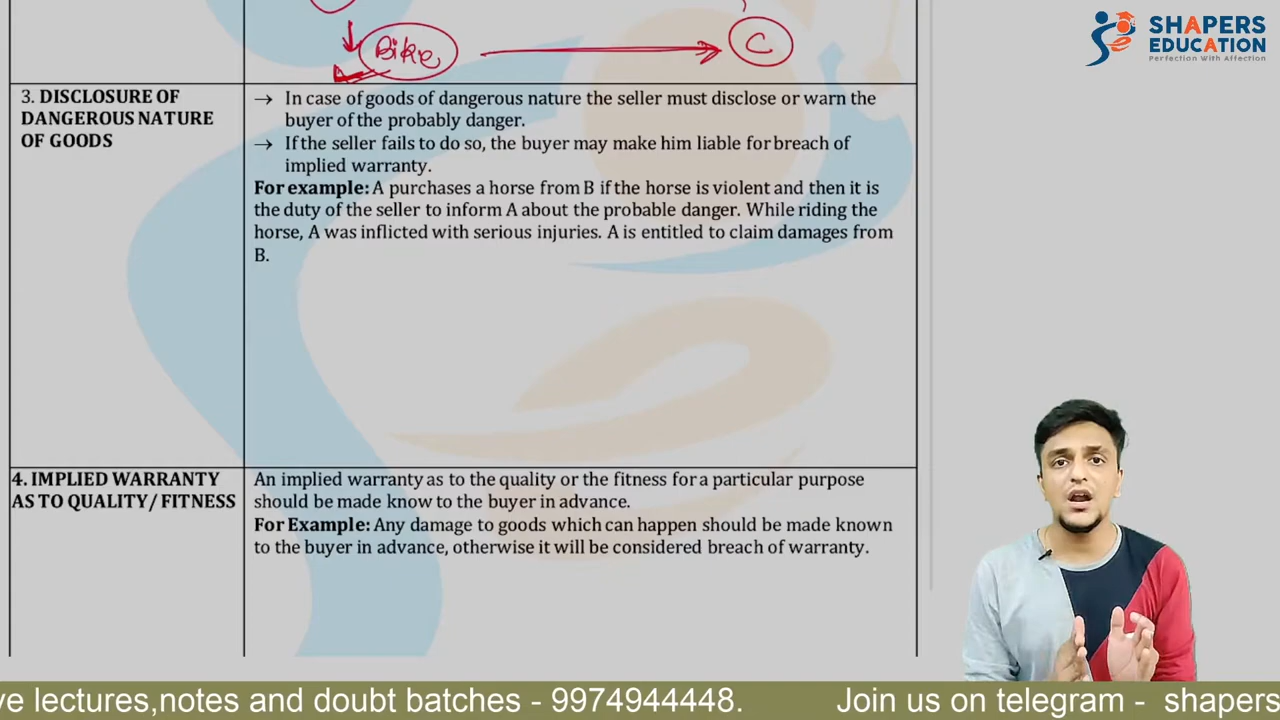 SHAPERS
EDUCATION
Perfection With Affection
Bike
C
3. DISCLOSURE OF
DANGEROUS NATURE
OF GOODS
→ In case of goods of dangerous nature the seller must disclose or warn the
buyer of the probably danger.
→ If the seller fails to do so, the buyer may make him liable for breach of
implied warranty.
For example: A purchases a horse from B if the horse is violent and then it is
the duty of the seller to inform A about the probable danger. While riding the
horse, A was inflicted with serious injuries. A is entitled to claim damages from
B.
4. IMPLIED WARRANTY
AS TO QUALITY/ FITNESS
An implied warranty as to the quality or the fitness for a particular purpose
should be made know to the buyer in advance.
For Example: Any damage to goods which can happen should be made known
to the buyer in advance, otherwise it will be considered breach of warranty.
ve lectures,notes and doubt batches - 9974944448. Join us on telegram - shapers